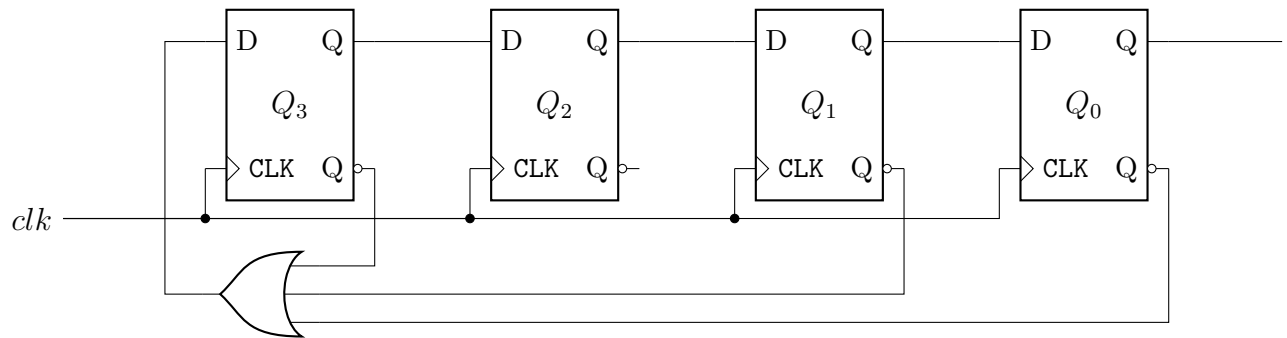 D Q D Q D Q D Q
Q₃ Q₂ Q₁ Q₀
CLK Q CLK Q CLK Q CLK Q
clk